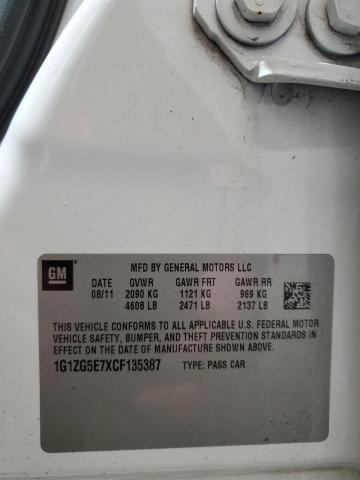 GM
MFD BY GENERAL MOTORS LLC
DATE GVWR GAWR FRT GAWR RR
08/11 2090 KG 1121 KG 969 KG
4608 LB 2471 LB 2137 LB
THIS VEHICLE CONFORMS TO ALL APPLICABLE U.S. FEDERAL MOTOR
VEHICLE SAFETY, BUMPER, AND THEFT PREVENTION STANDARDS IN
EFFECT ON THE DATE OF MANUFACTURE SHOWN ABOVE.
1G1ZG5E7XCF135387 TYPE: PASS CAR